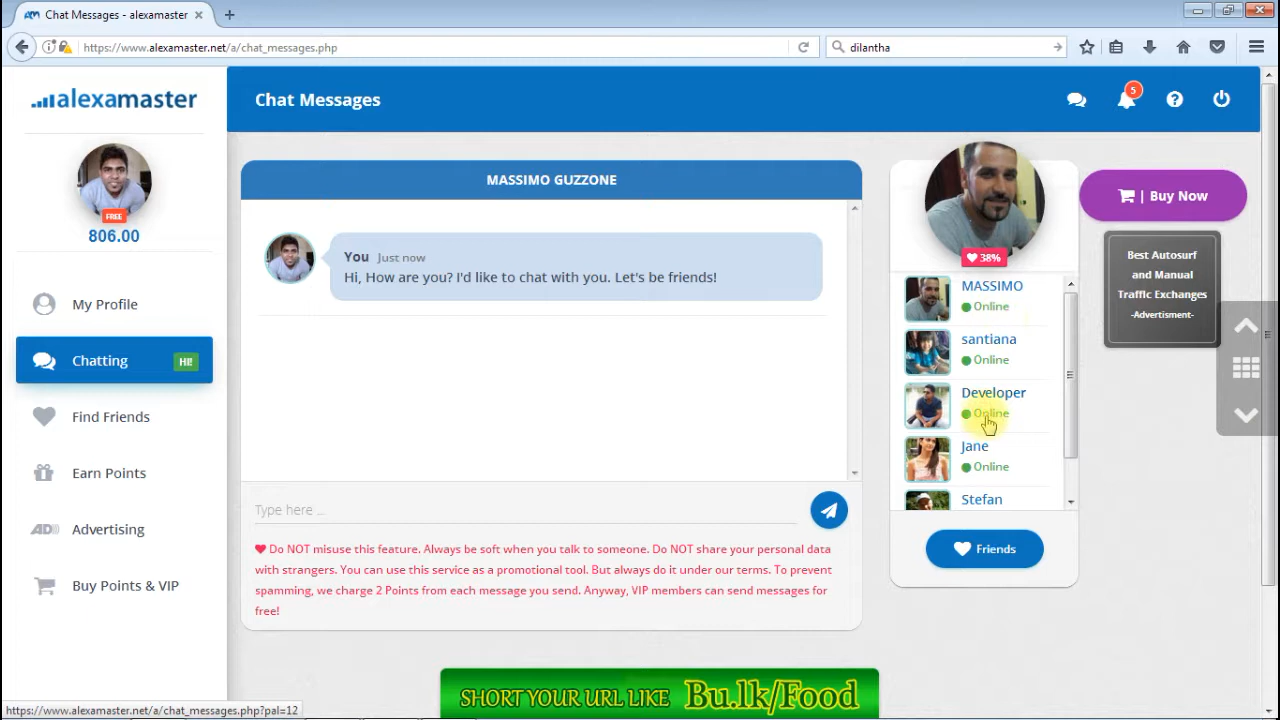 Chat Messages - alexamaster
https://www.alexamaster.net/a/chat_messages.php
dilantha
alexamaster
FREE
806.00
My Profile
Chatting
HI!
Find Friends
Earn Points
Advertising
Buy Points & VIP
Chat Messages
5
MASSIMO GUZZONE
You Just now
Hi, How are you? I'd like to chat with you. Let's be friends!
Type here ...
Do NOT misuse this feature. Always be soft when you talk to someone. Do NOT share your personal data
with strangers. You can use this service as a promotional tool. But always do it under our terms. To prevent
spamming, we charge 2 Points from each message you send. Anyway, VIP members can send messages for
free!
38%
MASSIMO
Online
santiana
Online
Developer
Online
Jane
Online
Stefan
Friends
| Buy Now
Best Autosurf
and Manual
Traffic Exchanges
-Advertisment-
SHORT YOUR URL LIKE Bu.lk/Food
https://www.alexamaster.net/a/chat_messages.php?pal=12